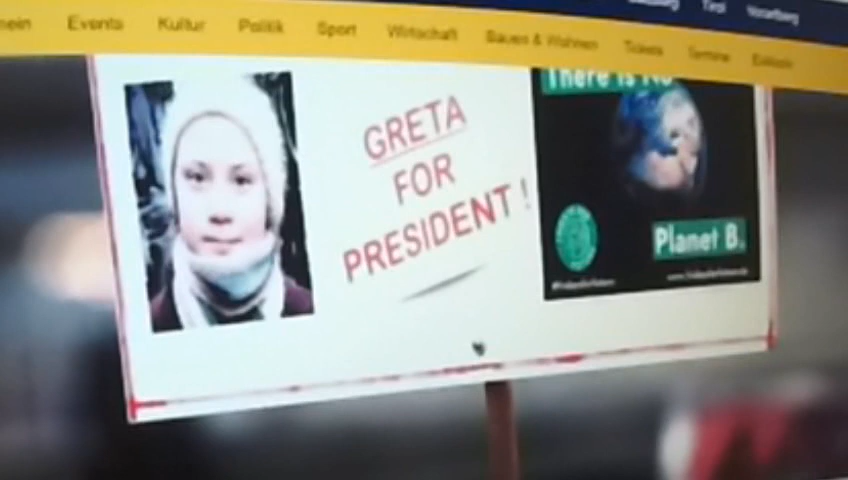 Tirol Vorarlberg
Events Kultur Politik Sport Wirtschaft Bauen & Wohnen Tickets Termine
GRETA
FOR
PRESIDENT!
There is No
Planet B.